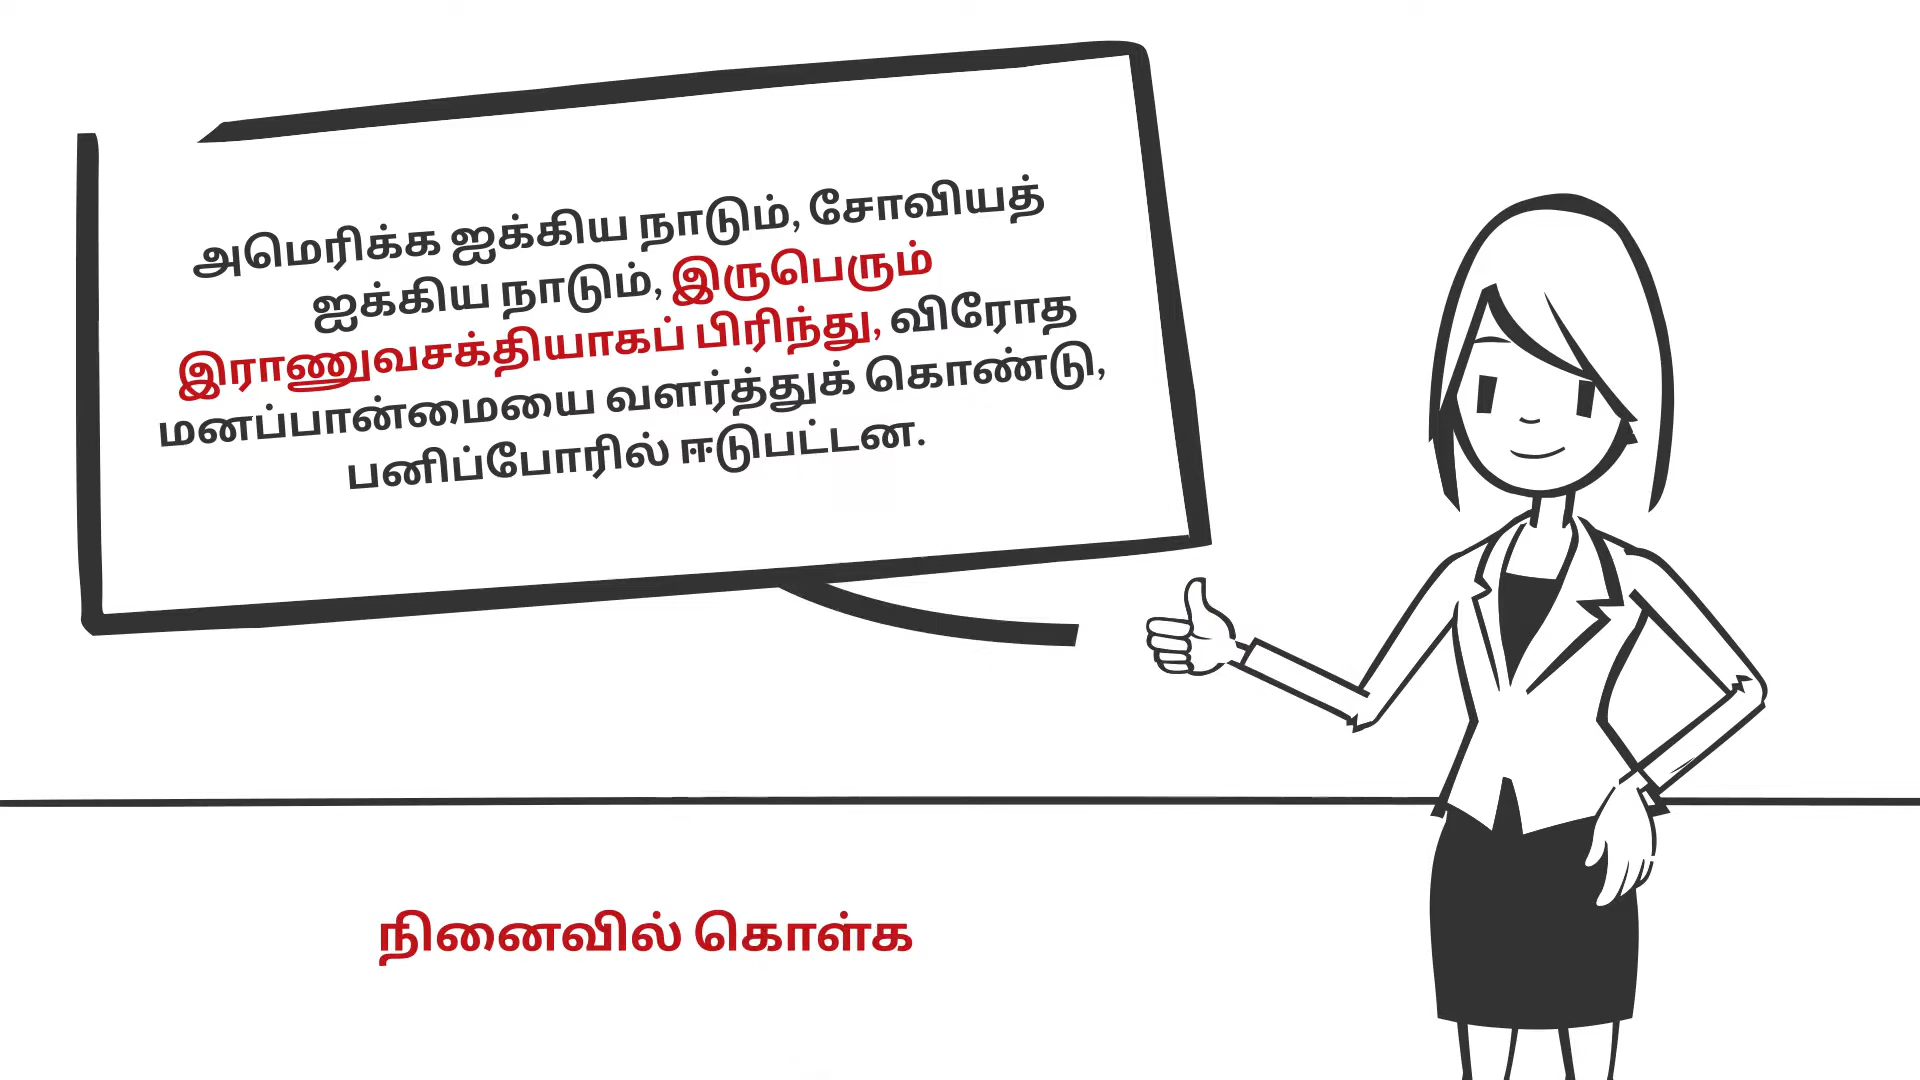 அமெரிக்க ஐக்கிய நாடும், சோவியத்
ஐக்கிய நாடும், இருபெரும்
இராணுவசக்தியாகப் பிரிந்து, விரோத
மனப்பான்மையை வளர்த்துக் கொண்டு,
பனிப்போரில் ஈடுபட்டன.
நினைவில் கொள்க